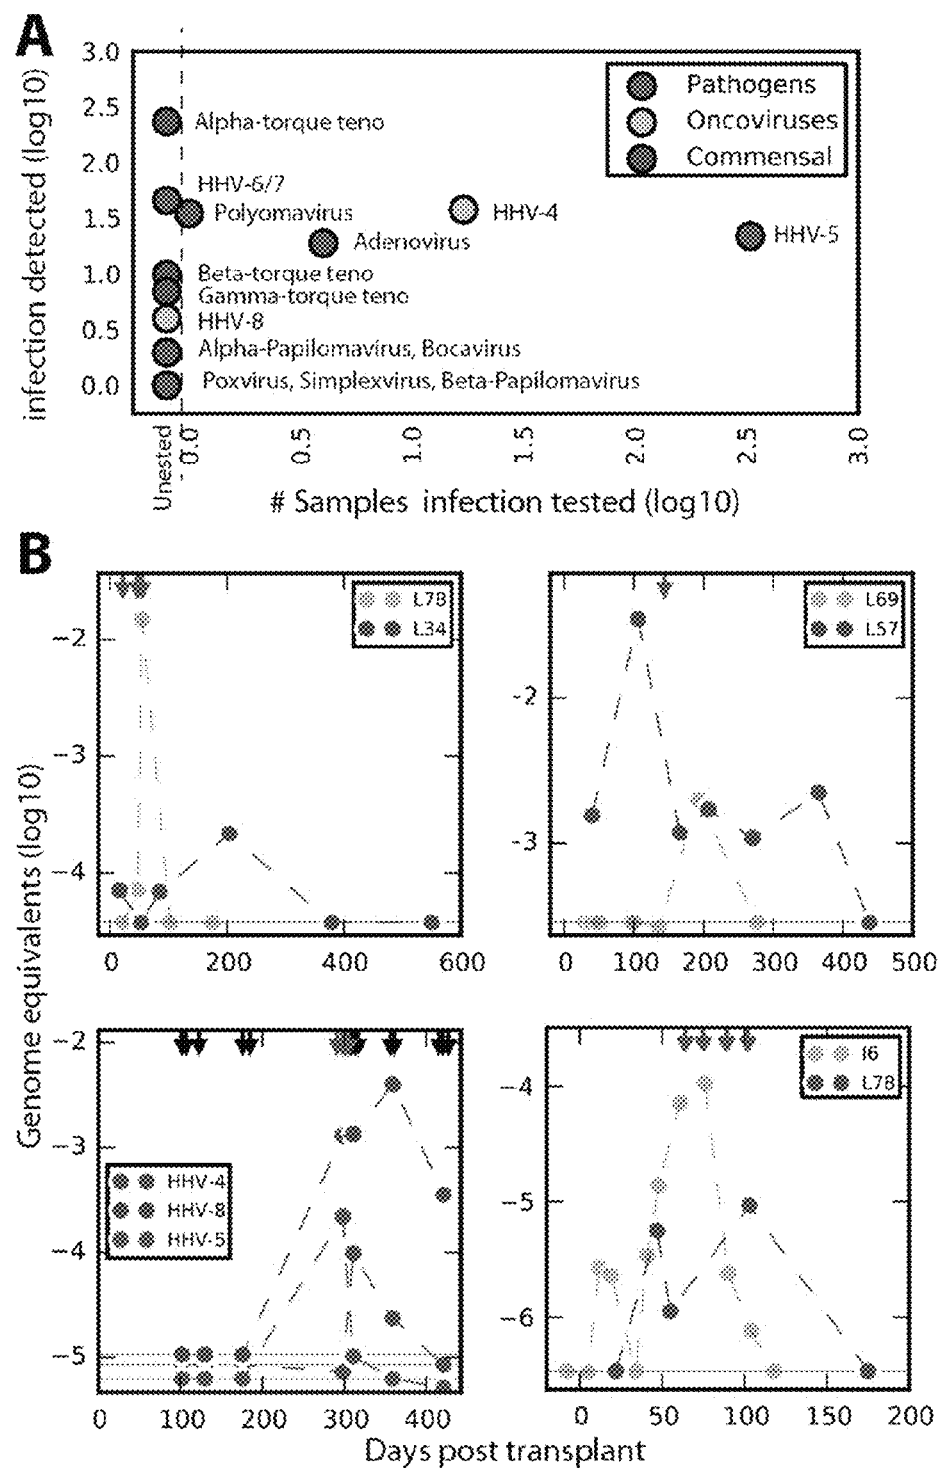 A
3.0
2.5
2.0
1.5
1.0
0.5
0.0
infection detected (log10)
Pathogens
Oncoviruses
Commensal
Alpha-torque teno
HHV-6/7
Polyomavirus
HHV-4
HHV-5
Adenovirus
Beta-torque teno
Gamma-torque teno
HHV-8
Alpha-Papilomavirus, Bocavirus
Poxvirus, Simplexvirus, Beta-Papilomavirus
Unested
0.0
0.5
1.0
1.5
2.0
2.5
3.0
# Samples infection tested (log10)
B
Genome equivalents (log10)
L78
L34
−2
−3
−4
0 200 400 600
L69
L57
-2
-3
0 100 200 300 400 500
−2
−3
−4
−5
HHV-4
HHV-8
HHV-5
0 100 200 300 400
I6
L78
−4
−5
−6
0 50 100 150 200
Days post transplant